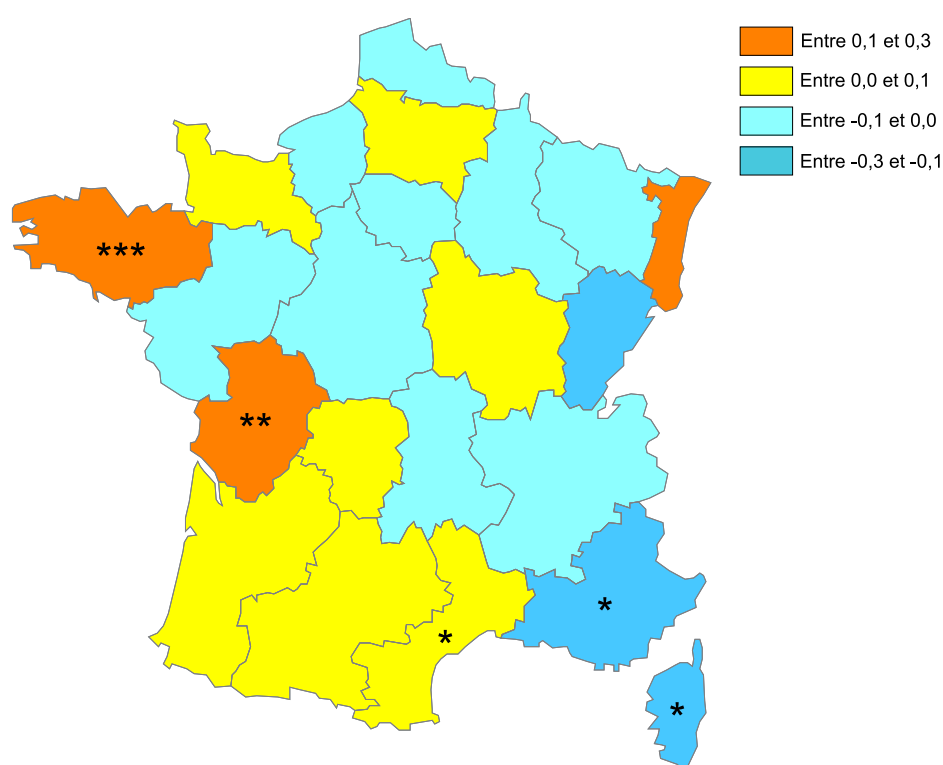 Entre 0,1 et 0,3
Entre 0,0 et 0,1
Entre -0,1 et 0,0
Entre -0,3 et -0,1
***
**
*
*
*